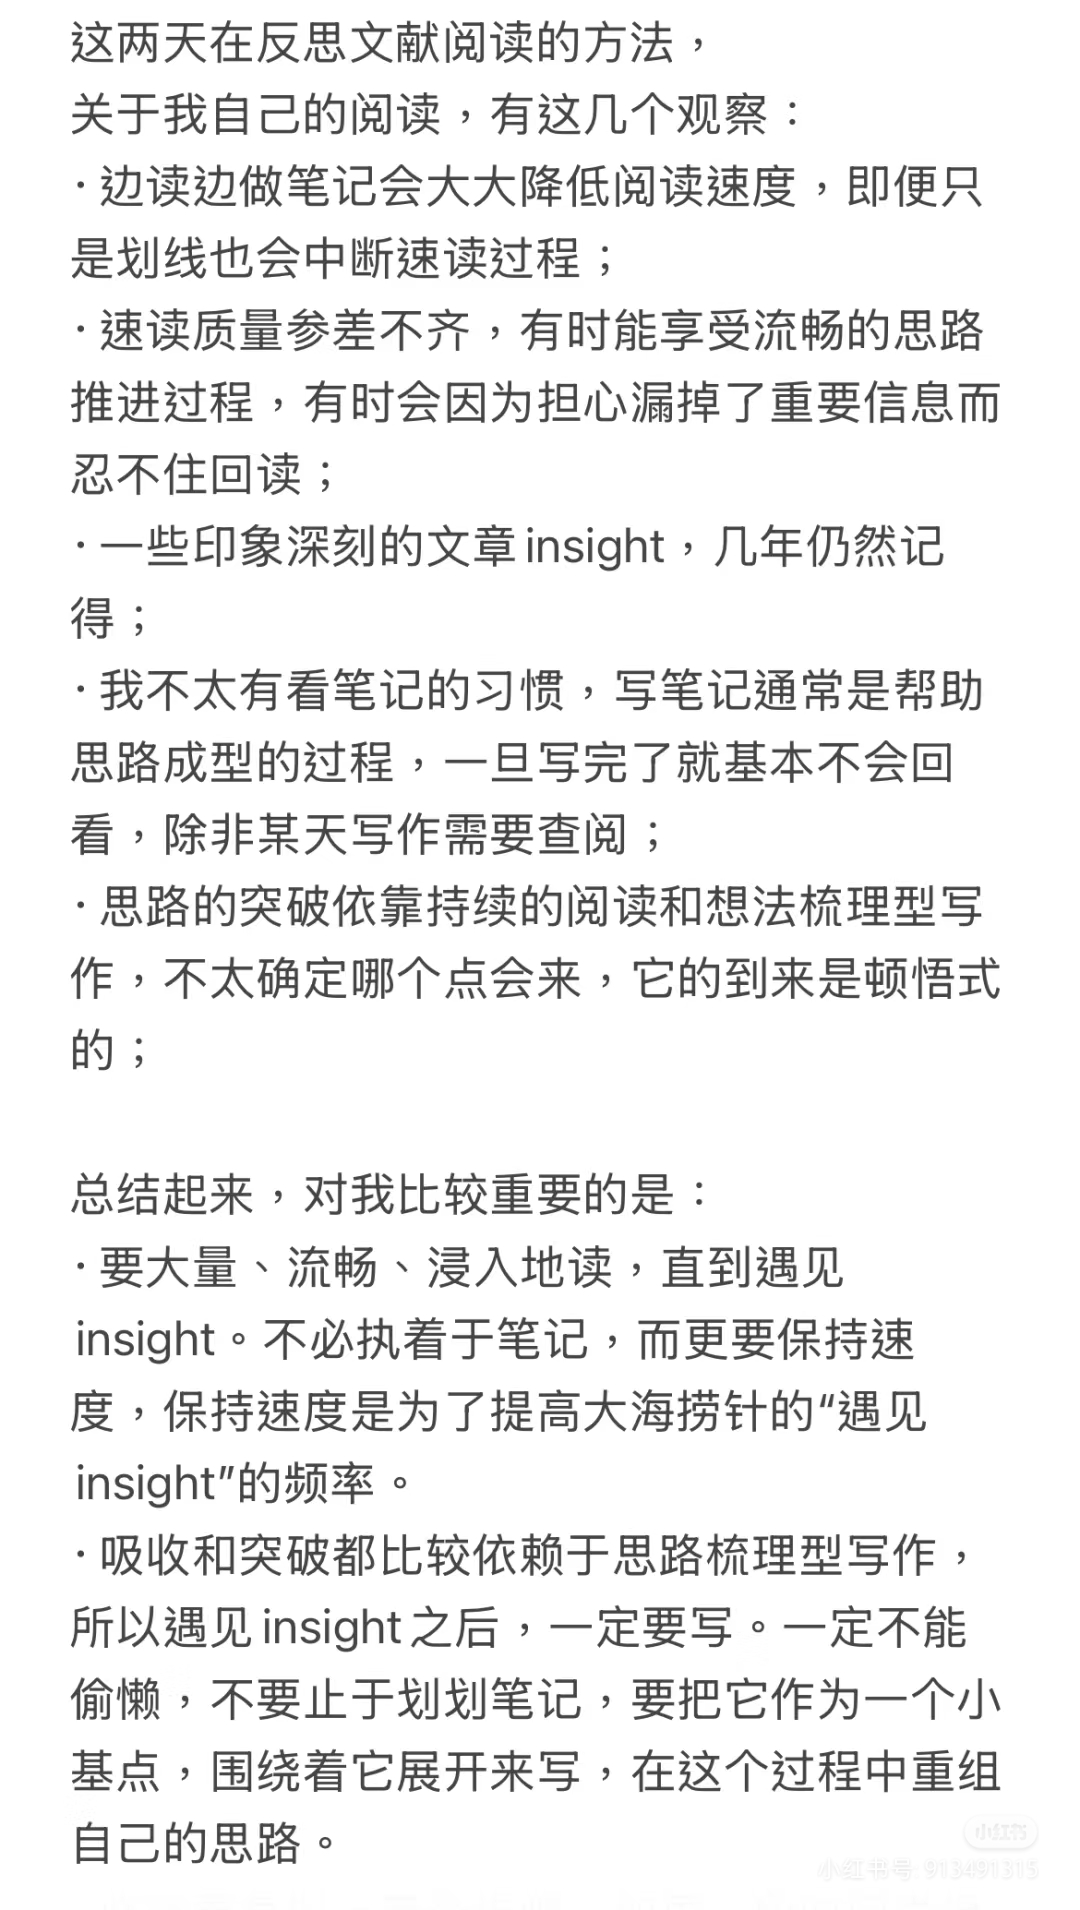 这两天在反思文献阅读的方法，
关于我自己的阅读，有这几个观察：
· 边读边做笔记会大大降低阅读速度，即便只
是划线也会中断速读过程；
· 速读质量参差不齐，有时能享受流畅的思路
推进过程，有时会因为担心漏掉了重要信息而
忍不住回读；
· 一些印象深刻的文章insight，几年仍然记
得；
· 我不太有看笔记的习惯，写笔记通常是帮助
思路成型的过程，一旦写完了就基本不会回
看，除非某天写作需要查阅；
· 思路的突破依靠持续的阅读和想法梳理型写
作，不太确定哪个点会来，它的到来是顿悟式
的；
总结起来，对我比较重要的是：
· 要大量、流畅、浸入地读，直到遇见
insight。不必执着于笔记，而更要保持速
度，保持速度是为了提高大海捞针的“遇见
insight”的频率。
· 吸收和突破都比较依赖于思路梳理型写作，
所以遇见insight之后，一定要写。一定不能
偷懒，不要止于划划笔记，要把它作为一个小
基点，围绕着它展开来写，在这个过程中重组
自己的思路。
小红书
小红书号: 913491315